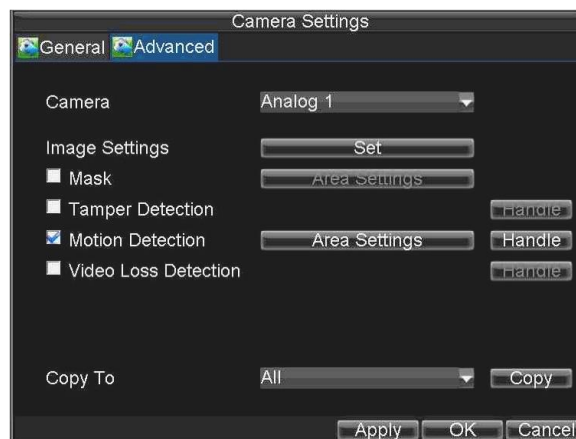 Camera Settings
General Advanced
Camera Analog 1
Image Settings Set
Mask Area Settings
Tamper Detection Handle
Motion Detection Area Settings Handle
Video Loss Detection Handle
Copy To All Copy
Apply OK Cancel